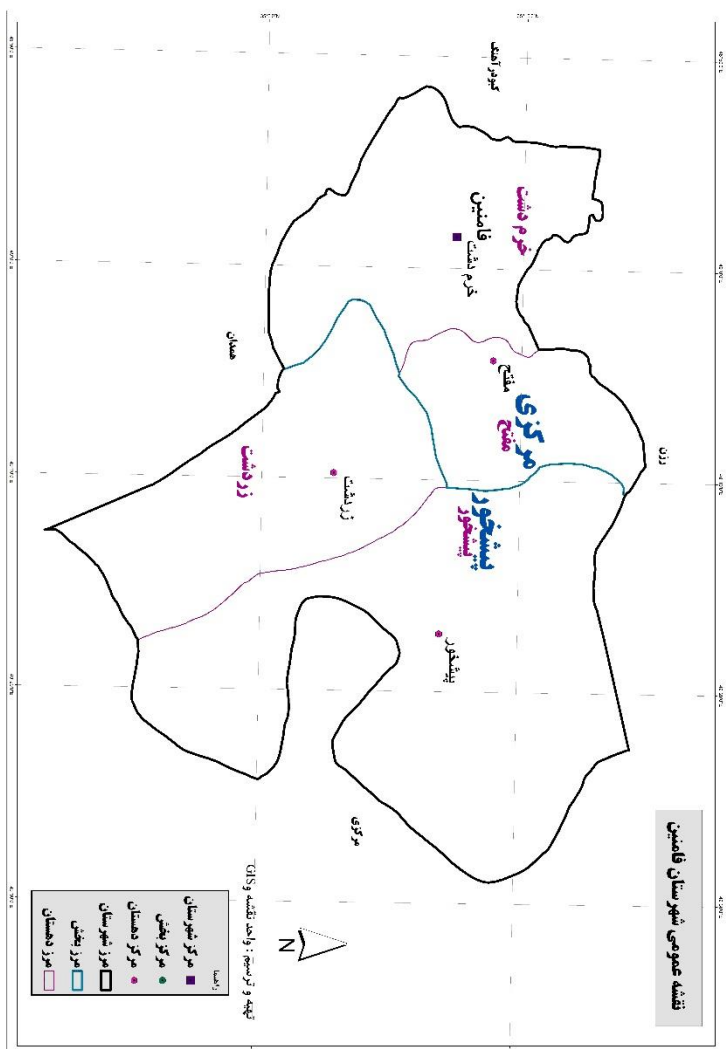 نقشه عمومی شهرستان فامنین
کبودرآهنگ
رزن
همدان
مرکزی
خرم دشت
فامنین
خرم دشت
مفتح
مرکزی
مفتح
پیشخور
پیشخور
پیشخور
زردشت
زردشت
N
تهیه و ترسیم : واحد نقشه و GIS
راهنما
مرکز شهرستان
مرکز بخش
مرکز دهستان
مرز شهرستان
مرز بخش
مرز دهستان